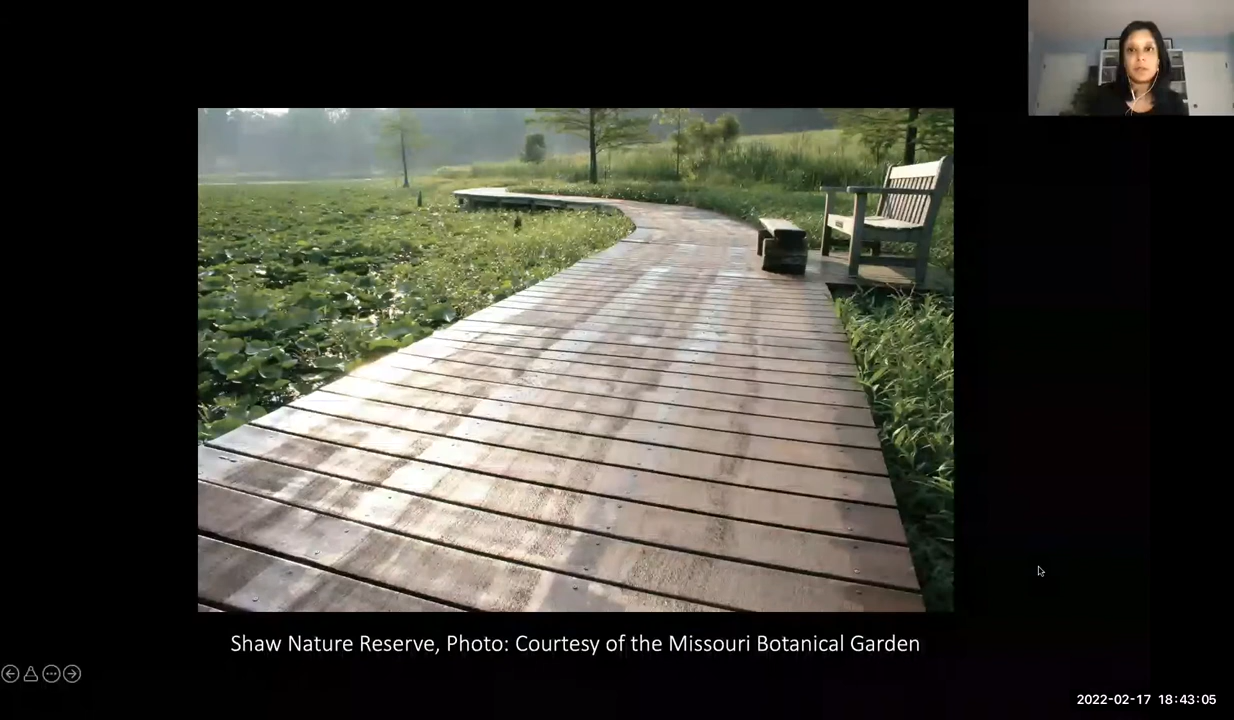 Shaw Nature Reserve, Photo: Courtesy of the Missouri Botanical Garden
2022-02-17 18:43:05